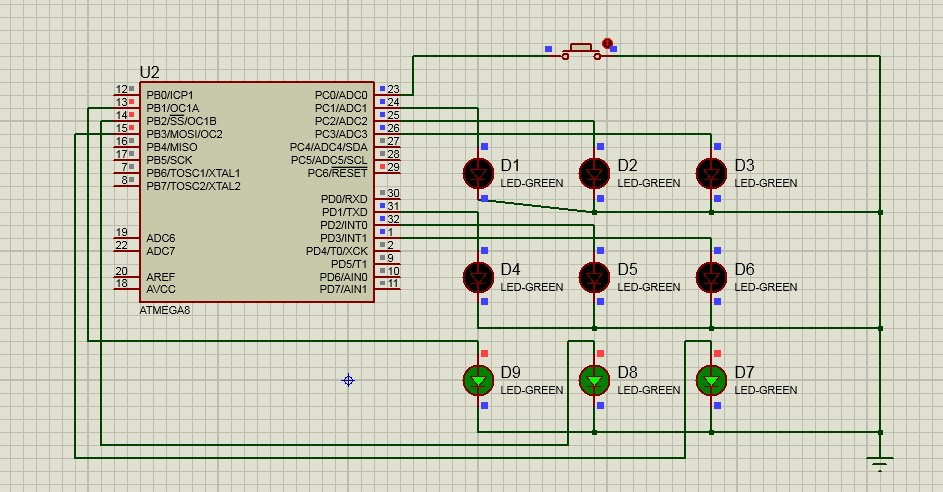 U2
12 PB0/ICP1 PC0/ADC0 23
13 PB1/OC1A PC1/ADC1 24
14 PB2/SS/OC1B PC2/ADC2 25
15 PB3/MOSI/OC2 PC3/ADC3 26
16 PB4/MISO PC4/ADC4/SDA 27
17 PB5/SCK PC5/ADC5/SCL 28
7 PB6/TOSC1/XTAL1 PC6/RESET 29
8 PB7/TOSC2/XTAL2
PD0/RXD 30
PD1/TXD 31
PD2/INT0 32
19 ADC6 PD3/INT1 1
22 ADC7 PD4/T0/XCK 2
PD5/T1 9
20 AREF PD6/AIN0 10
18 AVCC PD7/AIN1 11
ATMEGA8
D1 D2 D3
LED-GREEN LED-GREEN LED-GREEN
D4 D5 D6
LED-GREEN LED-GREEN LED-GREEN
D9 D8 D7
LED-GREEN LED-GREEN LED-GREEN